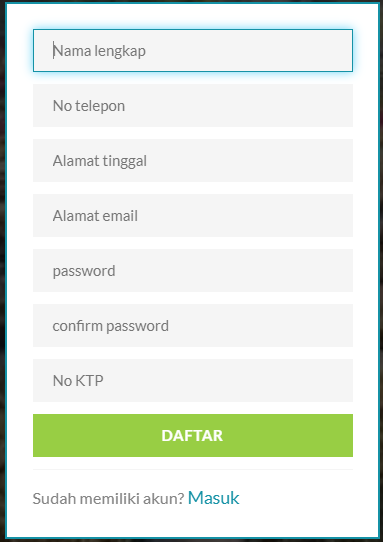 Nama lengkap
No telepon
Alamat tinggal
Alamat email
password
confirm password
No KTP
DAFTAR
Sudah memiliki akun? Masuk